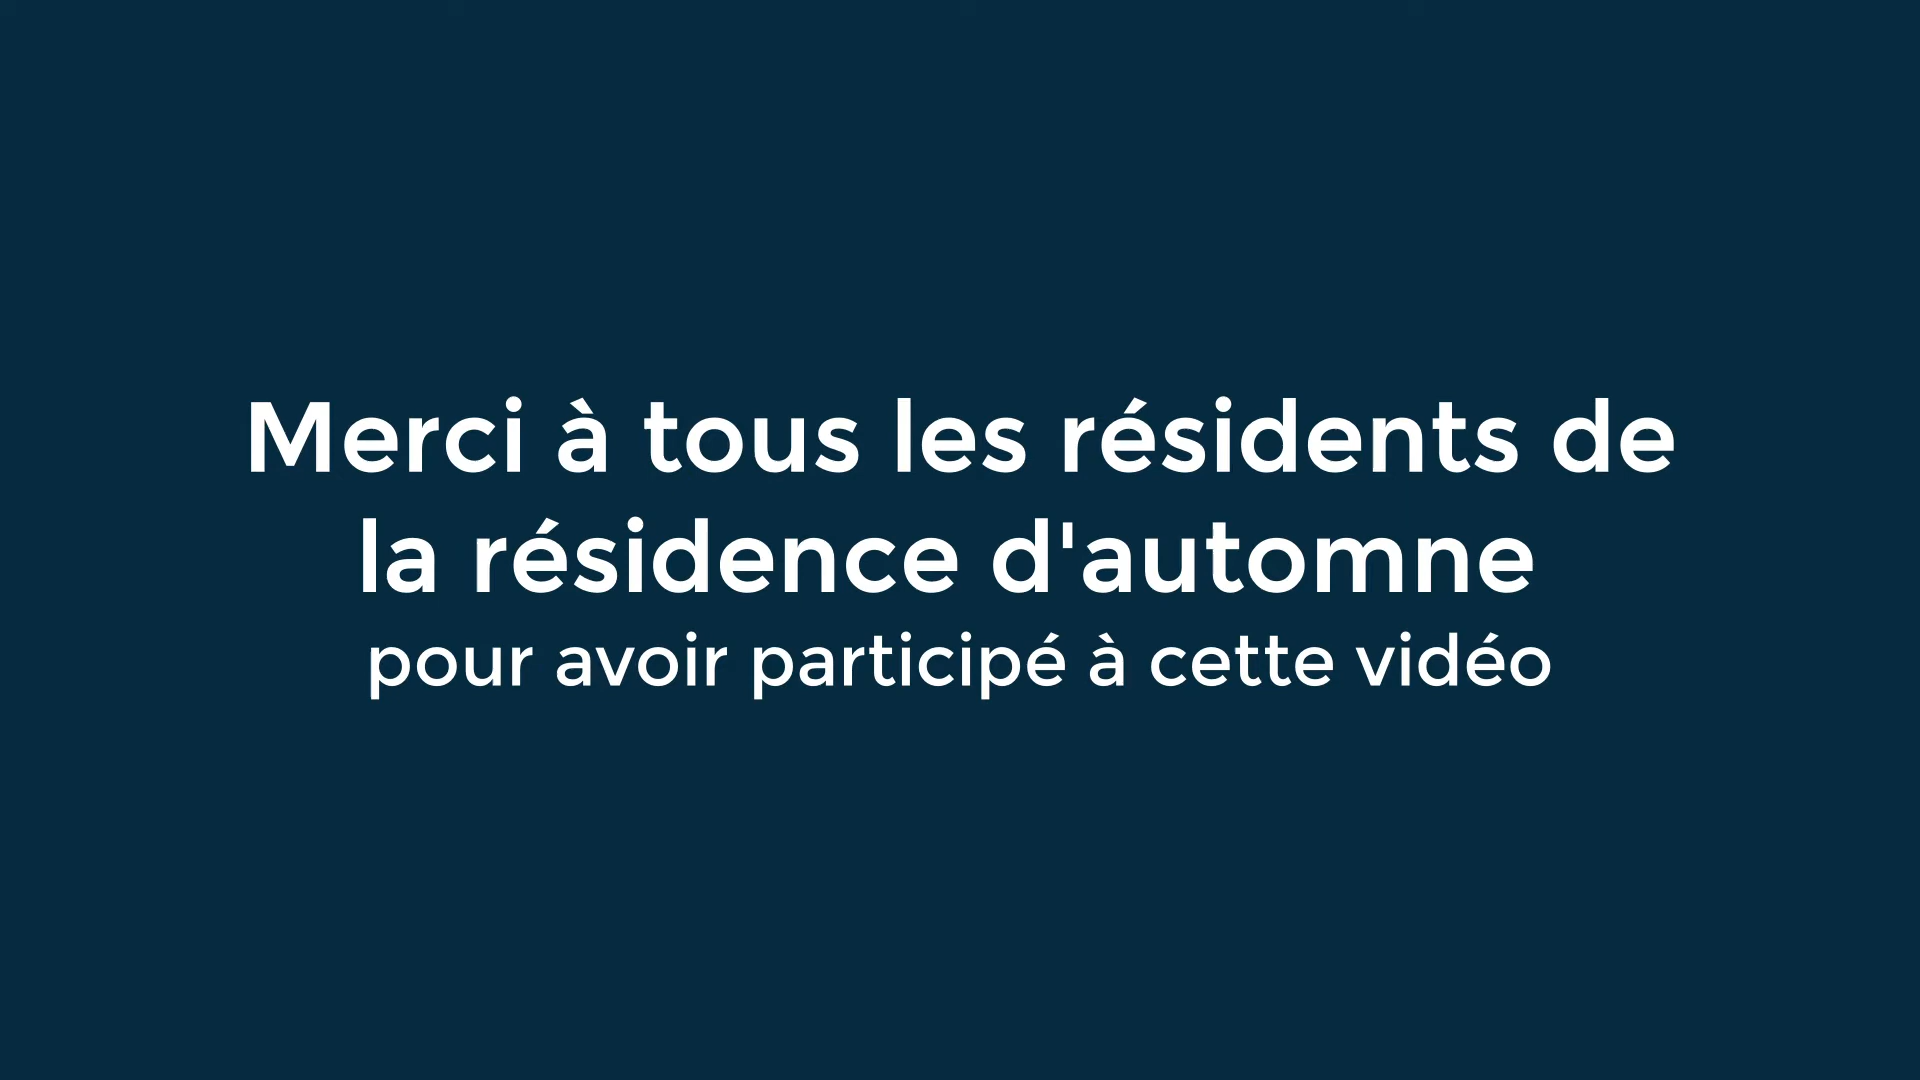 Merci à tous les résidents de
la résidence d'automne
pour avoir participé à cette vidéo